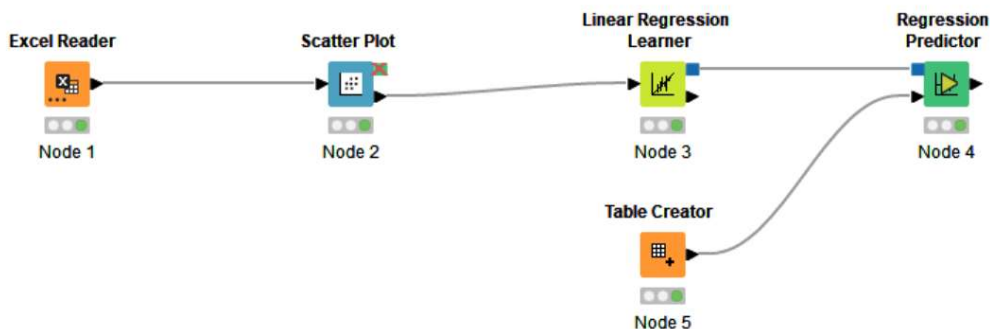 Excel Reader
Node 1
Scatter Plot
Node 2
Linear Regression
Learner
Node 3
Regression
Predictor
Node 4
Table Creator
Node 5